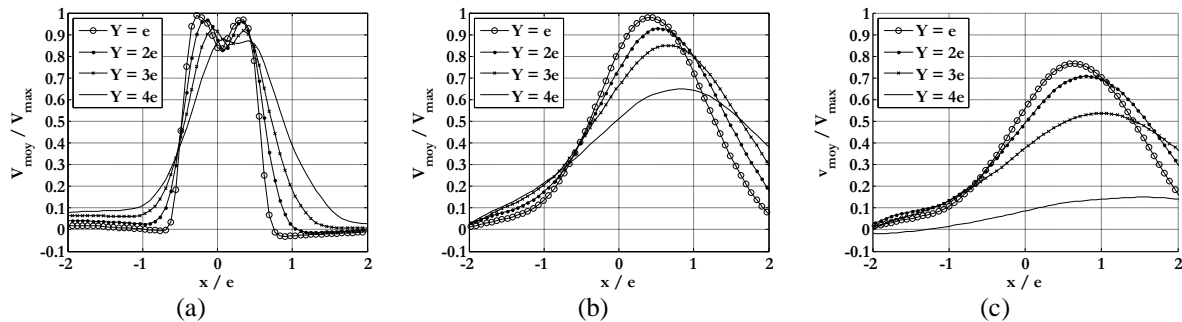 V_moy / V_max
1
0.9
0.8
0.7
0.6
0.5
0.4
0.3
0.2
0.1
0
-0.1
-2 -1 0 1 2
x / e
Y = e
Y = 2e
Y = 3e
Y = 4e
(a)
V_moy / V_max
1
0.9
0.8
0.7
0.6
0.5
0.4
0.3
0.2
0.1
0
-0.1
-2 -1 0 1 2
x / e
Y = e
Y = 2e
Y = 3e
Y = 4e
(b)
v_moy / V_max
1
0.9
0.8
0.7
0.6
0.5
0.4
0.3
0.2
0.1
0
-0.1
-2 -1 0 1 2
x / e
Y = e
Y = 2e
Y = 3e
Y = 4e
(c)